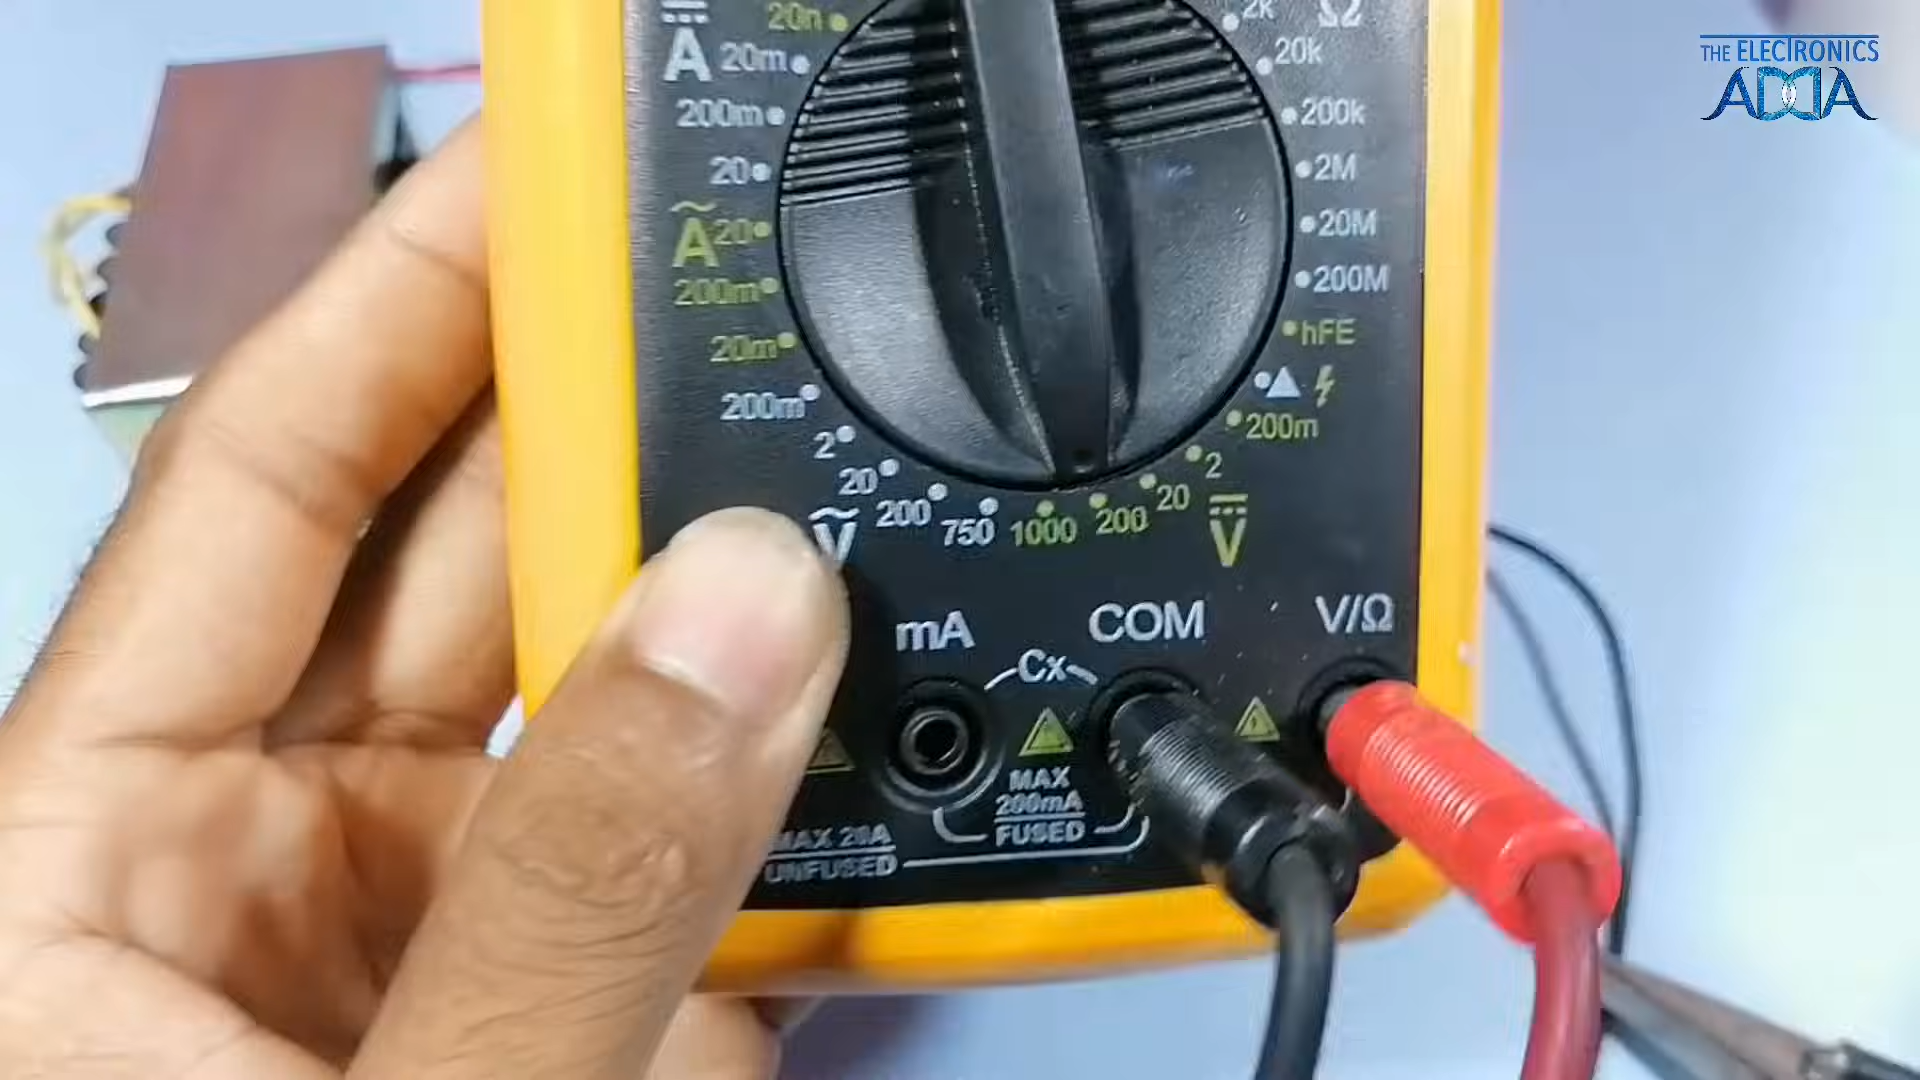 THE ELECTRONICS
ADDA
A
20n
20m
200m
20
A
20
200m
20m
200m
2
20
200
750
1000
200
20
2
200m
V
V
2k
Ω
20k
200k
2M
20M
200M
hFE
mA
COM
V/Ω
Cx
MAX
200mA
FUSED
MAX 20A
UNFUSED